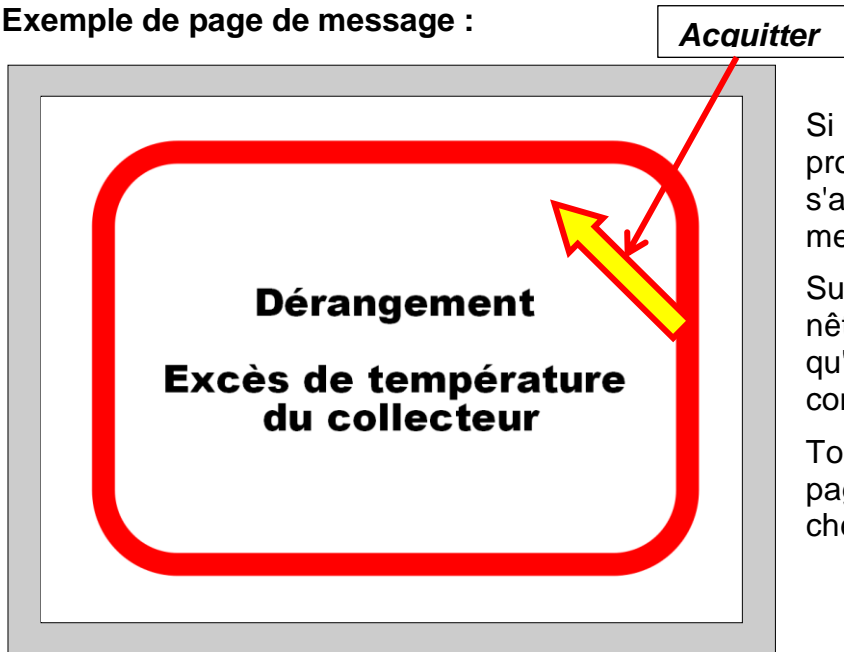 Exemple de page de message :
Acquitter
Dérangement
Excès de température
du collecteur
Si
pro
s'a
me
Su
nêt
qu'
con
To
pag
che